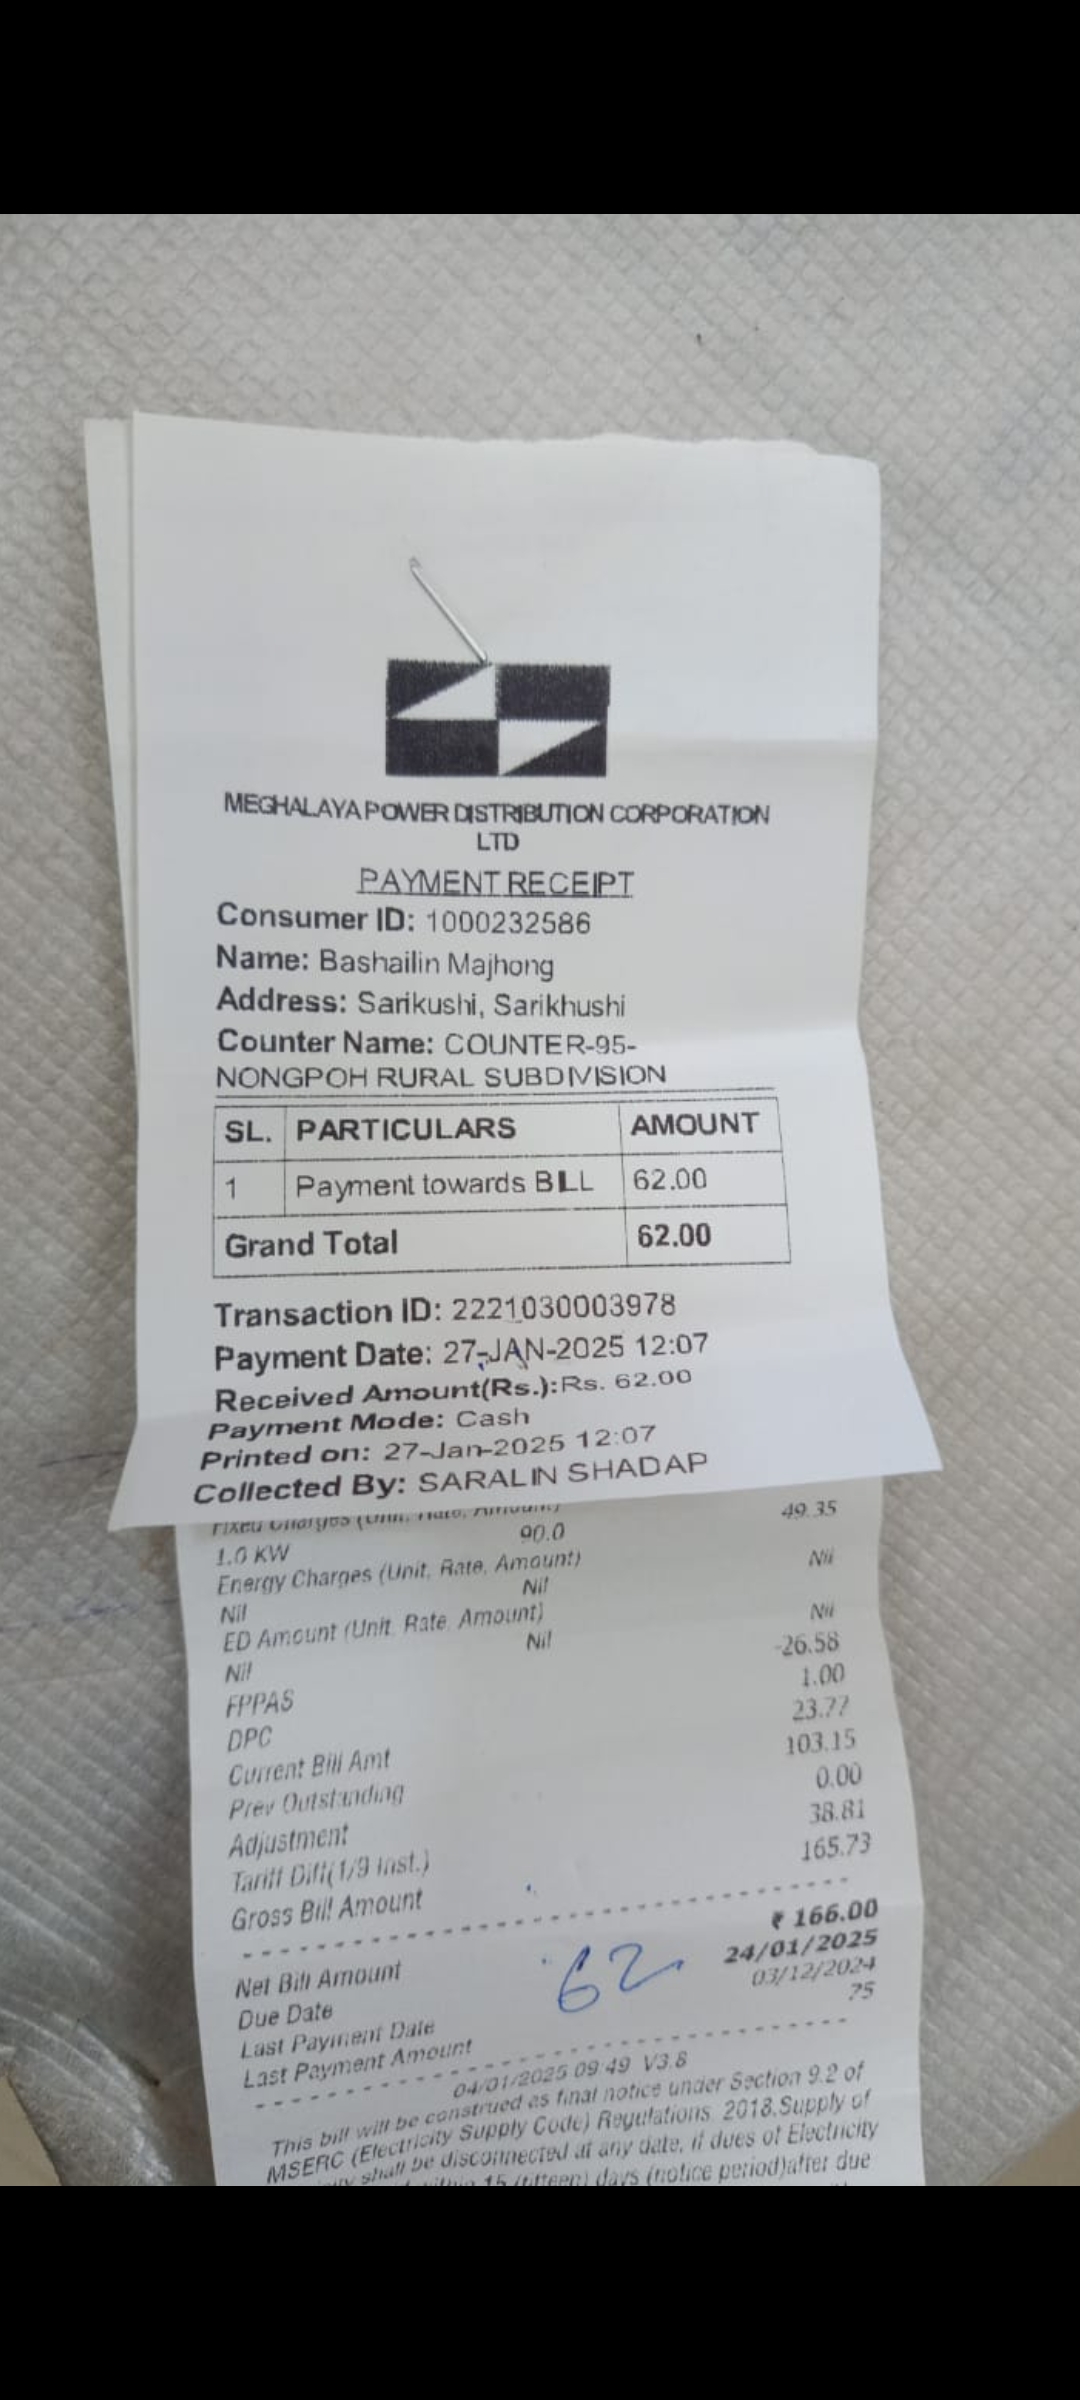 MEGHALAYA POWER DISTRIBUTION CORPORATION
LTD
PAYMENT RECEIPT
Consumer ID: 1000232586
Name: Bashailin Majhong
Address: Sarikushi, Sarikhushi
Counter Name: COUNTER-95-
NONGPOH RURAL SUBDIVISION
SL. PARTICULARS AMOUNT
1 Payment towards BILL 62.00
Grand Total 62.00
Transaction ID: 2221030003978
Payment Date: 27-JAN-2025 12:07
Received Amount(Rs.):Rs. 62.00
Payment Mode: Cash
Printed on: 27-Jan-2025 12:07
Collected By: SARALIN SHADAP
Fixed Charges (Unit, Rate, Amount)
1.0 KW 90.0 49.35
Energy Charges (Unit, Rate, Amount)
Nil Nil Nil
ED Amount (Unit, Rate, Amount)
Nil Nil Nil
FPPAS -26.58
DPC 1.00
Current Bill Amt 23.77
Prev Outstanding 103.15
Adjustment 0.00
Tariff Diff(1/9 Inst.) 38.81
Gross Bill Amount 165.73
Net Bill Amount ₹ 166.00
Due Date 24/01/2025
Last Payment Date 03/12/2024
Last Payment Amount 75
62
04/01/2025 09:49 V3.8
This bill will be construed as final notice under Section 9.2 of
MSERC (Electricity Supply Code) Regulations, 2018.Supply of
shall be disconnected at any date, if dues of Electricity
15 (fifteen) days (notice period)after due